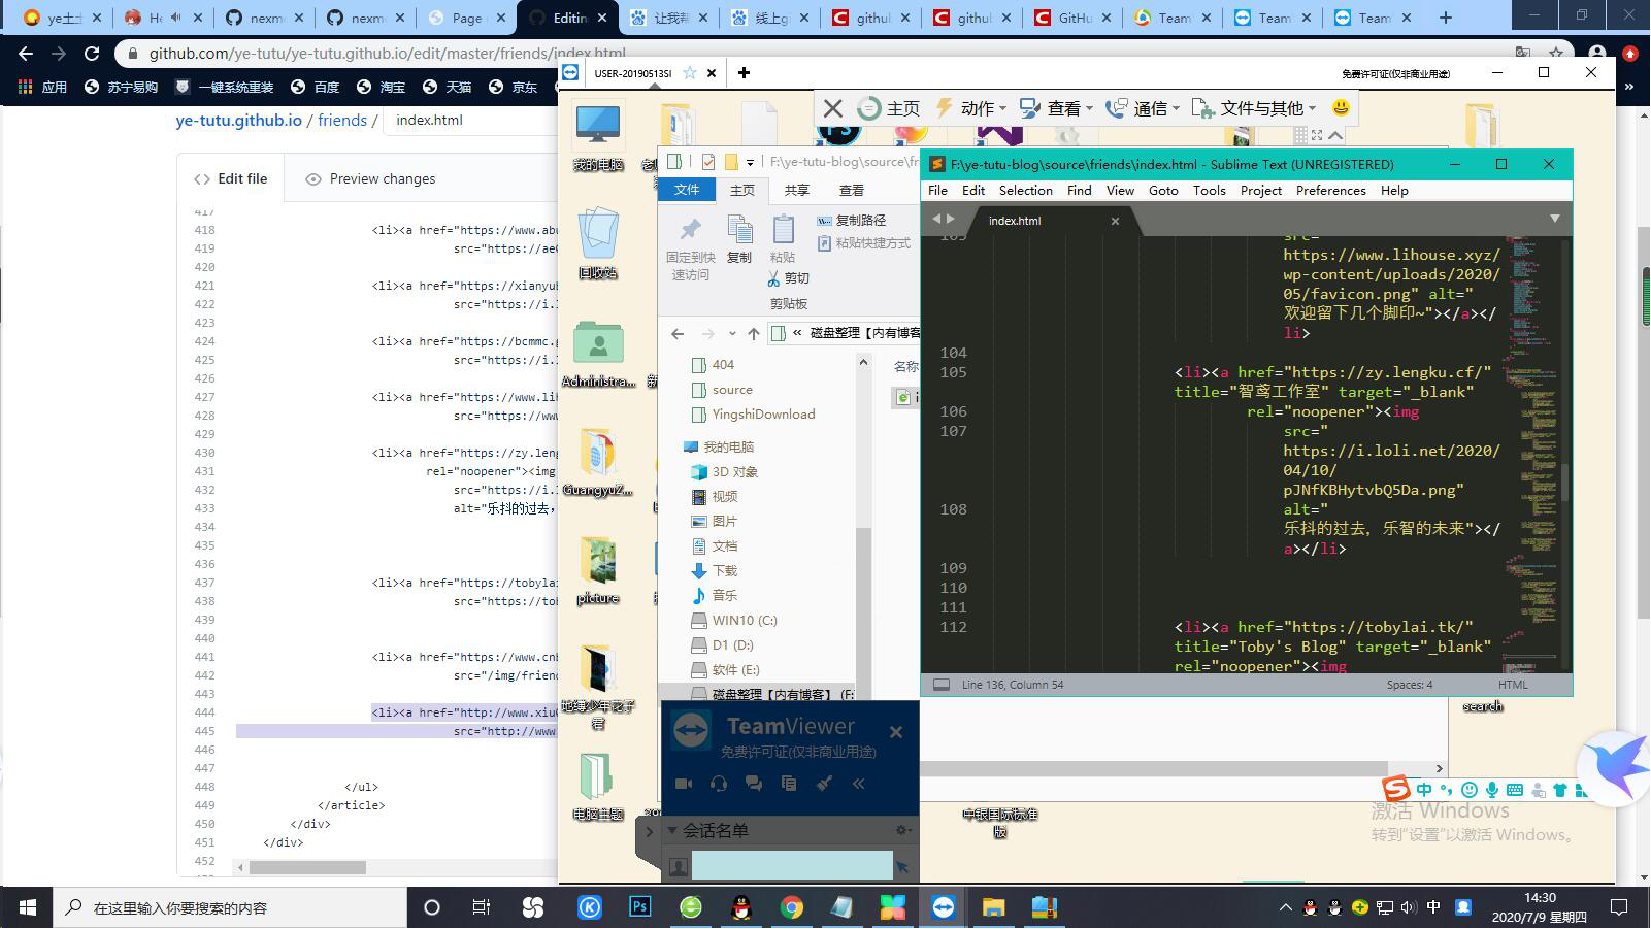 ye土土
nexm
nexm
Page
Editin
让我帮
线上g
github
github
GitHu
Team
Team
Team
github.com/ye-tutu/ye-tutu.github.io/edit/master/friends/index.html
应用
苏宁易购
一键系统重装
百度
淘宝
天猫
京东
»
ye-tutu.github.io / friends /
index.html
<> Edit file
Preview changes
417
418 <li><a href="https://www.abu
419 src="https://ae0
420
421 <li><a href="https://xianyub
422 src="https://i.l
423
424 <li><a href="https://bcmmc.g
425 src="https://i.l
426
427 <li><a href="https://www.lih
428 src="https://www
429
430 <li><a href="https://zy.leng
431 rel="noopener"><img
432 src="https://i.l
433 alt="乐抖的过去,
434
435
436
437 <li><a href="https://tobylai
438 src="https://tob
439
440
441 <li><a href="https://www.cnb
442 src="/img/friend
443
444 <li><a href="http://www.xiu
445 src="http://www.
446
447
448 </ul>
449 </article>
450 </div>
451 </div>
452
USER-20190513SI
免费许可证(仅非商业用途)
主页
动作
查看
通信
文件与其他
我的电脑
回收站
Administra...
GuangyuZ...
picture
电脑主题
F:\ye-tutu-blog\source\fri
文件
主页
共享
查看
固定到快
速访问
复制
粘贴
复制路径
粘贴快捷方式
剪切
剪贴板
« 磁盘整理【内有博客
404
source
YingshiDownload
我的电脑
3D 对象
视频
图片
文档
下载
音乐
WIN10 (C:)
D1 (D:)
软件 (E:)
磁盘整理【内有博客】 (F:
名称
F:\ye-tutu-blog\source\friends\index.html - Sublime Text (UNREGISTERED)
File Edit Selection Find View Goto Tools Project Preferences Help
index.html
103 src="
https://www.lihouse.xyz/
wp-content/uploads/2020/
05/favicon.png" alt="
欢迎留下几个脚印~"></a></
li>
104
105 <li><a href="https://zy.lengku.cf/"
title="智鸢工作室" target="_blank"
106 rel="noopener"><img
107 src="
https://i.loli.net/2020/
04/10/
pJNfKBHytvbQ5Da.png"
108 alt="
乐抖的过去，乐智的未来"></
a></li>
109
110
111
112 <li><a href="https://tobylai.tk/"
title="Toby's Blog" target="_blank"
rel="noopener"><img
Line 136, Column 54
Spaces: 4
HTML
search
TeamViewer
免费许可证(仅非商业用途)
会话名单
中银国际标准
版
中
激活 Windows
转到"设置"以激活 Windows。
在这里输入你要搜索的内容
Ps
中
14:30
2020/7/9 星期四